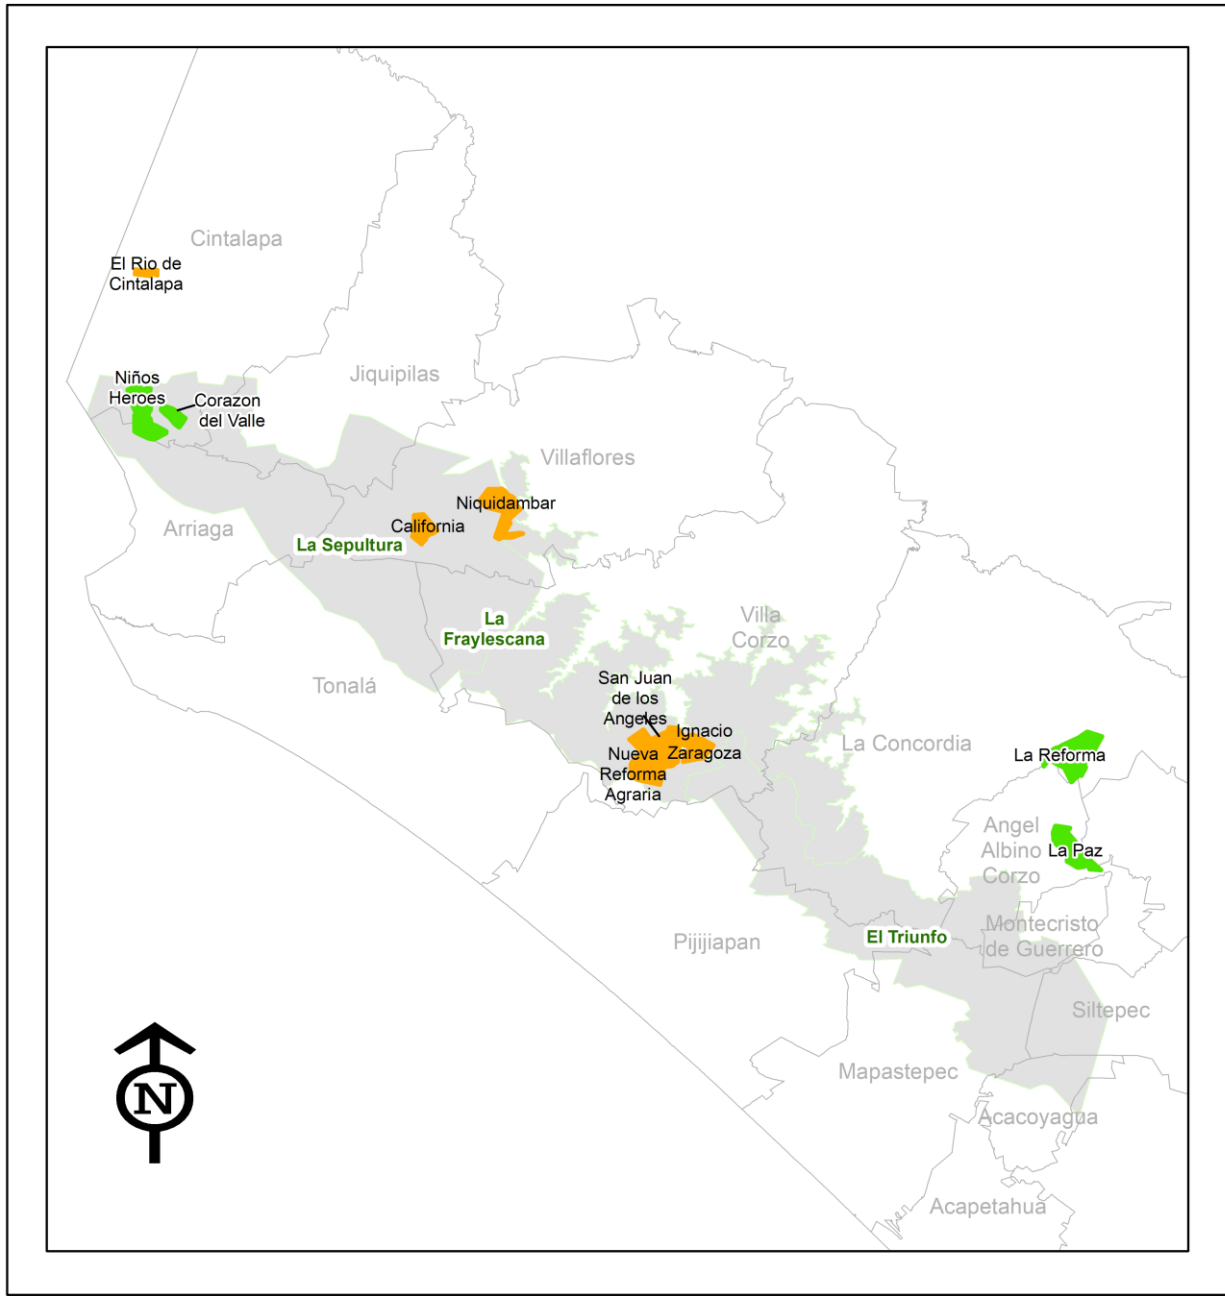 Cintalapa
El Rio de
Cintalapa
Niños
Heroes
Corazon
del Valle
Jiquipilas
Villaflores
Niquidambar
California
Arriaga
La Sepultura
La
Fraylescana
Villa
Corzo
Tonalá
San Juan
de los
Angeles
Ignacio
Zaragoza
Nueva
Reforma
Agraria
La Concordia
La Reforma
Angel
Albino
Corzo
La Paz
El Triunfo
Montecristo
de Guerrero
Pijijiapan
Siltepec
Mapastepec
Acacoyagua
Acapetahua
N